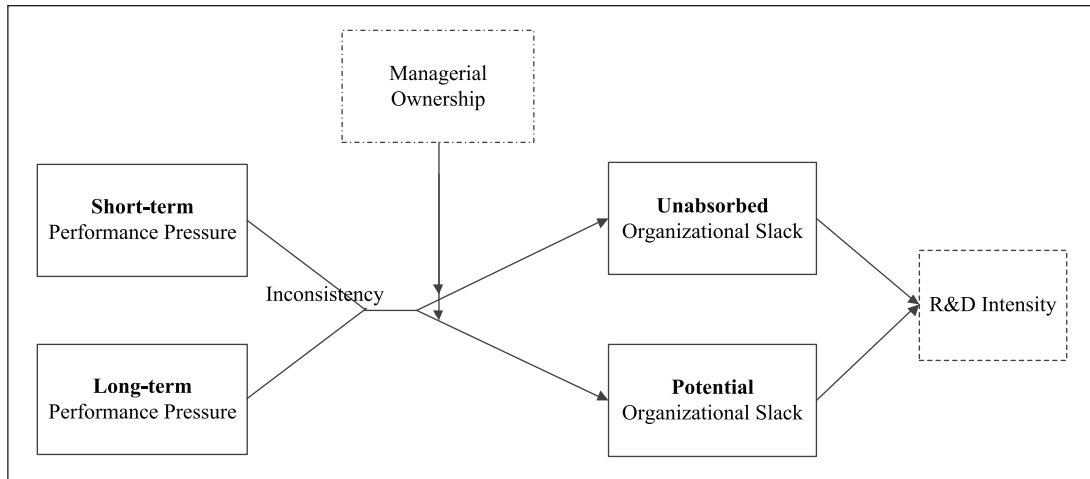 Managerial
Ownership
Short-term
Performance Pressure
Unabsorbed
Organizational Slack
Inconsistency
R&D Intensity
Long-term
Performance Pressure
Potential
Organizational Slack